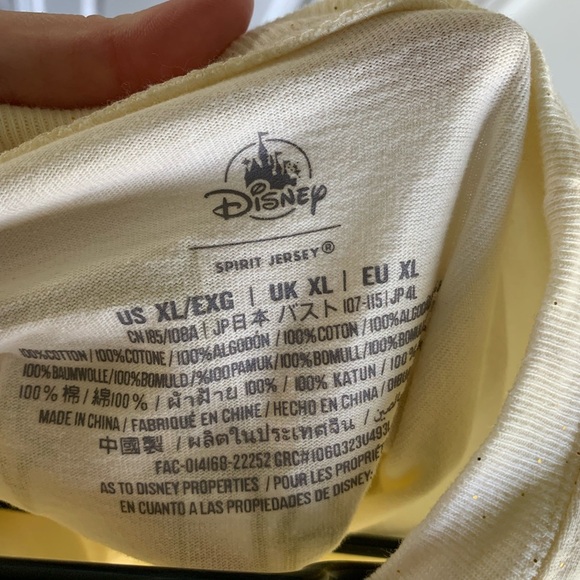 Disney
SPIRIT JERSEY®
US XL/EXG | UK XL | EU XL
CN 185/108A | JP日本 バスト 107-115 | JP 4L
100%COTTON / 100%COTONE / 100%ALGODÓN / 100%COTON / 100%ALGODÃO
100%BAUMWOLLE / 100%BOMULD / %100PAMUK / 100%BOMULL / 100%
100%棉 / 綿100% / ผ้าฝ้าย 100% / 100% KATUN / 100%
MADE IN CHINA / FABRIQUÉ EN CHINE / HECHO EN CHINA /
中國製 / ผลิตในประเทศจีน /
FAC-014168-22252 GRC#106Q323U493
AS TO DISNEY PROPERTIES / POUR LES PROPRIÉT
EN CUANTO A LAS PROPIEDADES DE DISNEY: